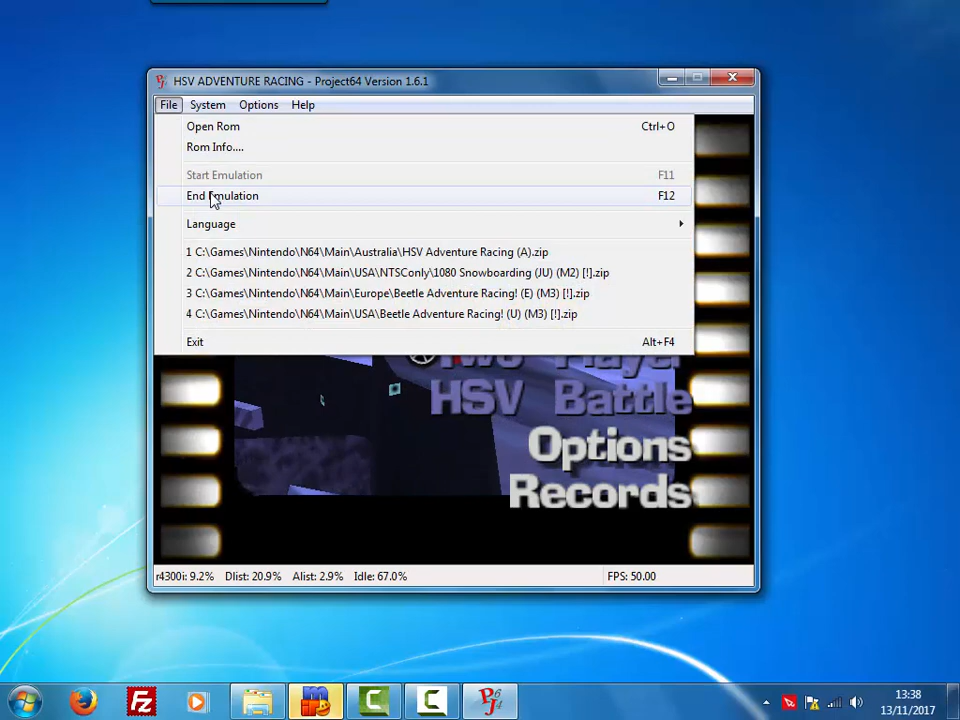 HSV ADVENTURE RACING - Project64 Version 1.6.1
File System Options Help
Open Rom Ctrl+O
Rom Info....
Start Emulation F11
End Emulation F12
Language
1 C:\Games\Nintendo\N64\Main\Australia\HSV Adventure Racing (A).zip
2 C:\Games\Nintendo\N64\Main\USA\NTSConly\1080 Snowboarding (JU) (M2) [!].zip
3 C:\Games\Nintendo\N64\Main\Europe\Beetle Adventure Racing! (E) (M3) [!].zip
4 C:\Games\Nintendo\N64\Main\USA\Beetle Adventure Racing! (U) (M3) [!].zip
Exit Alt+F4
Two Player
HSV Battle
Options
Records
r4300i: 9.2% Dlist: 20.9% Alist: 2.9% Idle: 67.0% FPS: 50.00
Fz
13:38
13/11/2017